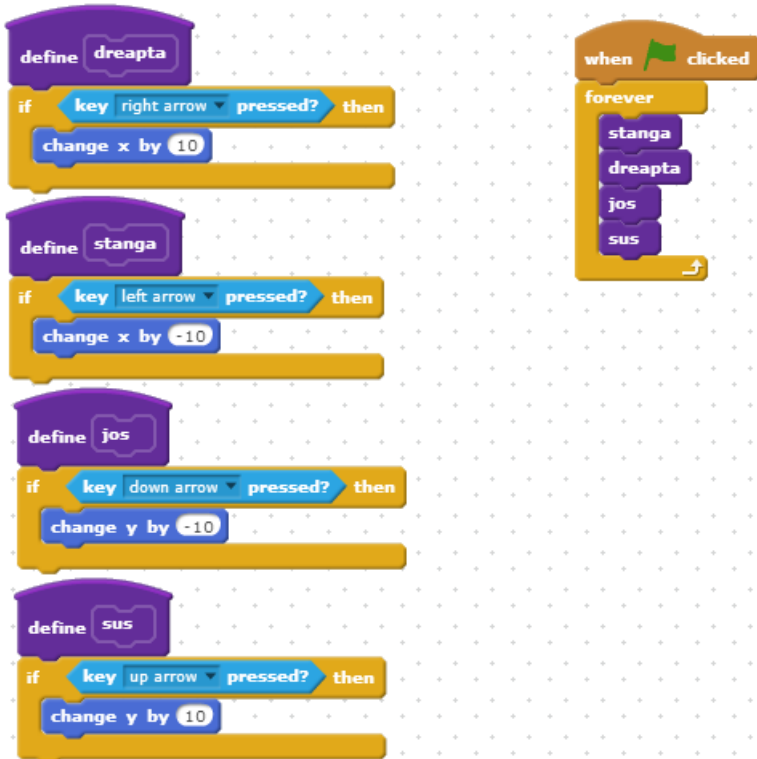 define dreapta
if key right arrow pressed? then
change x by 10
define stanga
if key left arrow pressed? then
change x by -10
define jos
if key down arrow pressed? then
change y by -10
define sus
if key up arrow pressed? then
change y by 10
when clicked
forever
stanga
dreapta
jos
sus